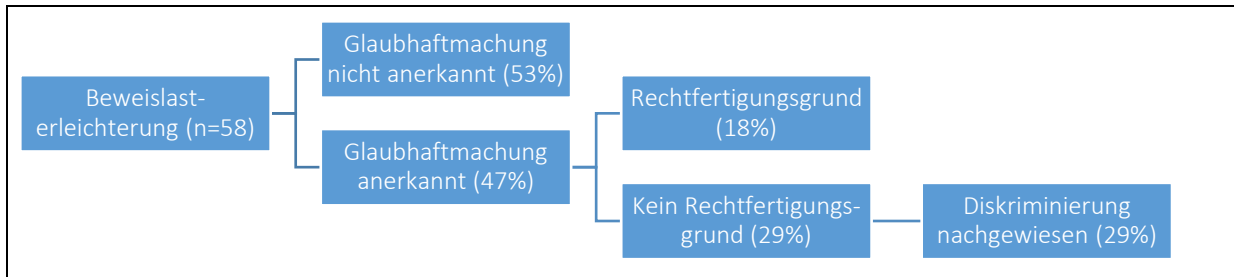 Beweislast-
erleichterung (n=58)
Glaubhaftmachung
nicht anerkannt (53%)
Glaubhaftmachung
anerkannt (47%)
Rechtfertigungsgrund
(18%)
Kein Rechtfertigungs-
grund (29%)
Diskriminierung
nachgewiesen (29%)